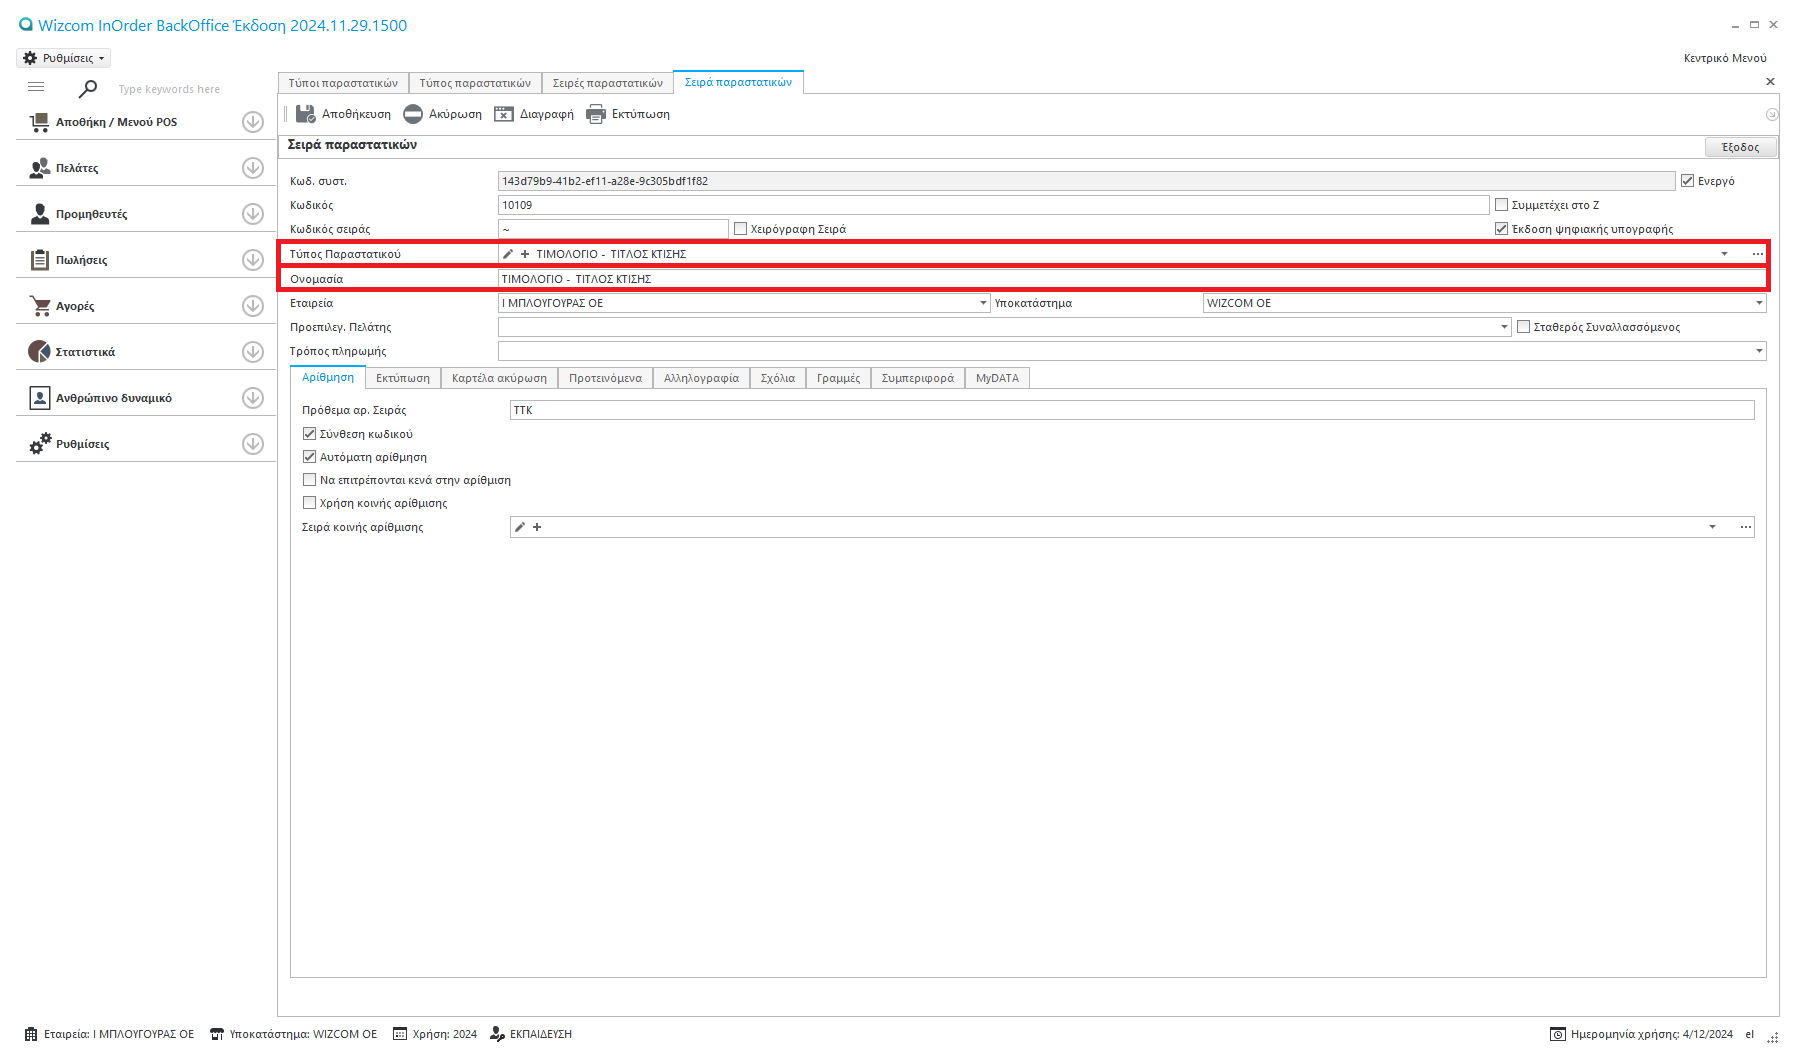 Wizcom InOrder BackOffice Έκδοση 2024.11.29.1500
Ρυθμίσεις
Κεντρικό Μενού
Type keywords here
Αποθήκη / Μενού POS
Πελάτες
Προμηθευτές
Πωλήσεις
Αγορές
Στατιστικά
Ανθρώπινο δυναμικό
Ρυθμίσεις
Τύποι παραστατικών Τύπος παραστατικών Σειρές παραστατικών Σειρά παραστατικών
Αποθήκευση Ακύρωση Διαγραφή Εκτύπωση
Σειρά παραστατικών Έξοδος
Κωδ. συστ. 143d79b9-41b2-ef11-a28e-9c305bdf1f82 Ενεργό
Κωδικός 10109 Συμμετέχει στο Ζ
Κωδικός σειράς ~ Χειρόγραφη Σειρά Έκδοση ψηφιακής υπογραφής
Τύπος Παραστατικού ΤΙΜΟΛΟΓΙΟ - ΤΙΤΛΟΣ ΚΤΙΣΗΣ
Ονομασία ΤΙΜΟΛΟΓΙΟ - ΤΙΤΛΟΣ ΚΤΙΣΗΣ
Εταιρεία Ι ΜΠΛΟΥΓΟΥΡΑΣ ΟΕ Υποκατάστημα WIZCOM ΟΕ
Προεπιλεγ. Πελάτης Σταθερός Συναλλασσόμενος
Τρόπος πληρωμής
Αρίθμηση Εκτύπωση Καρτέλα ακύρωση Προτεινόμενα Αλληλογραφία Σχόλια Γραμμές Συμπεριφορά MyDATA
Πρόθεμα αρ. Σειράς ΤΤΚ
Σύνθεση κωδικού
Αυτόματη αρίθμηση
Να επιτρέπονται κενά στην αρίθμιση
Χρήση κοινής αρίθμισης
Σειρά κοινής αρίθμισης
Εταιρεία: Ι ΜΠΛΟΥΓΟΥΡΑΣ ΟΕ Υποκατάστημα: WIZCOM ΟΕ Χρήση: 2024 ΕΚΠΑΙΔΕΥΣΗ Ημερομηνία χρήσης: 4/12/2024 el